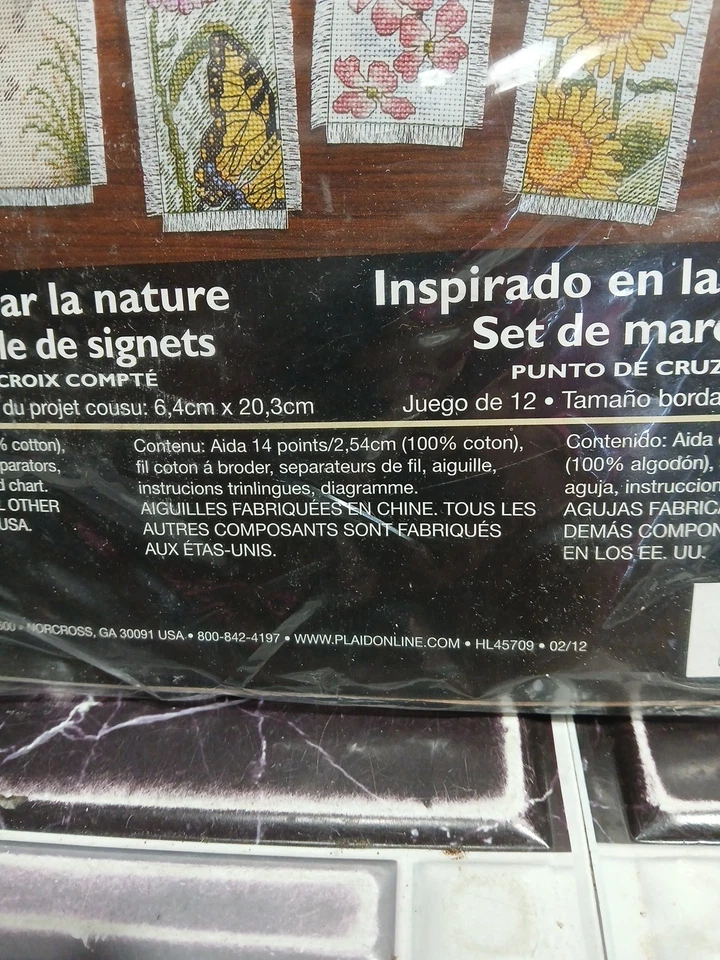 ar la nature
le de signets
CROIX COMPTÉ
du projet cousu: 6,4cm x 20,3cm
Inspirado en la
Set de marc
PUNTO DE CRUZ
Juego de 12 • Tamaño borda
% cotton),
parators,
d chart.
L OTHER
USA.
Contenu: Aida 14 points/2,54cm (100% coton),
fil coton á broder, separateurs de fil, aiguille,
instrucions trinlingues, diagramme.
AIGUILLES FABRIQUÉES EN CHINE. TOUS LES
AUTRES COMPOSANTS SONT FABRIQUÉS
AUX ÉTAS-UNIS.
Contenido: Aida
(100% algodón),
aguja, instruccion
AGUJAS FABRICA
DEMÁS COMPON
EN LOS EE. UU.
600 • NORCROSS, GA 30091 USA • 800-842-4197 • WWW.PLAIDONLINE.COM • HL45709 • 02/12